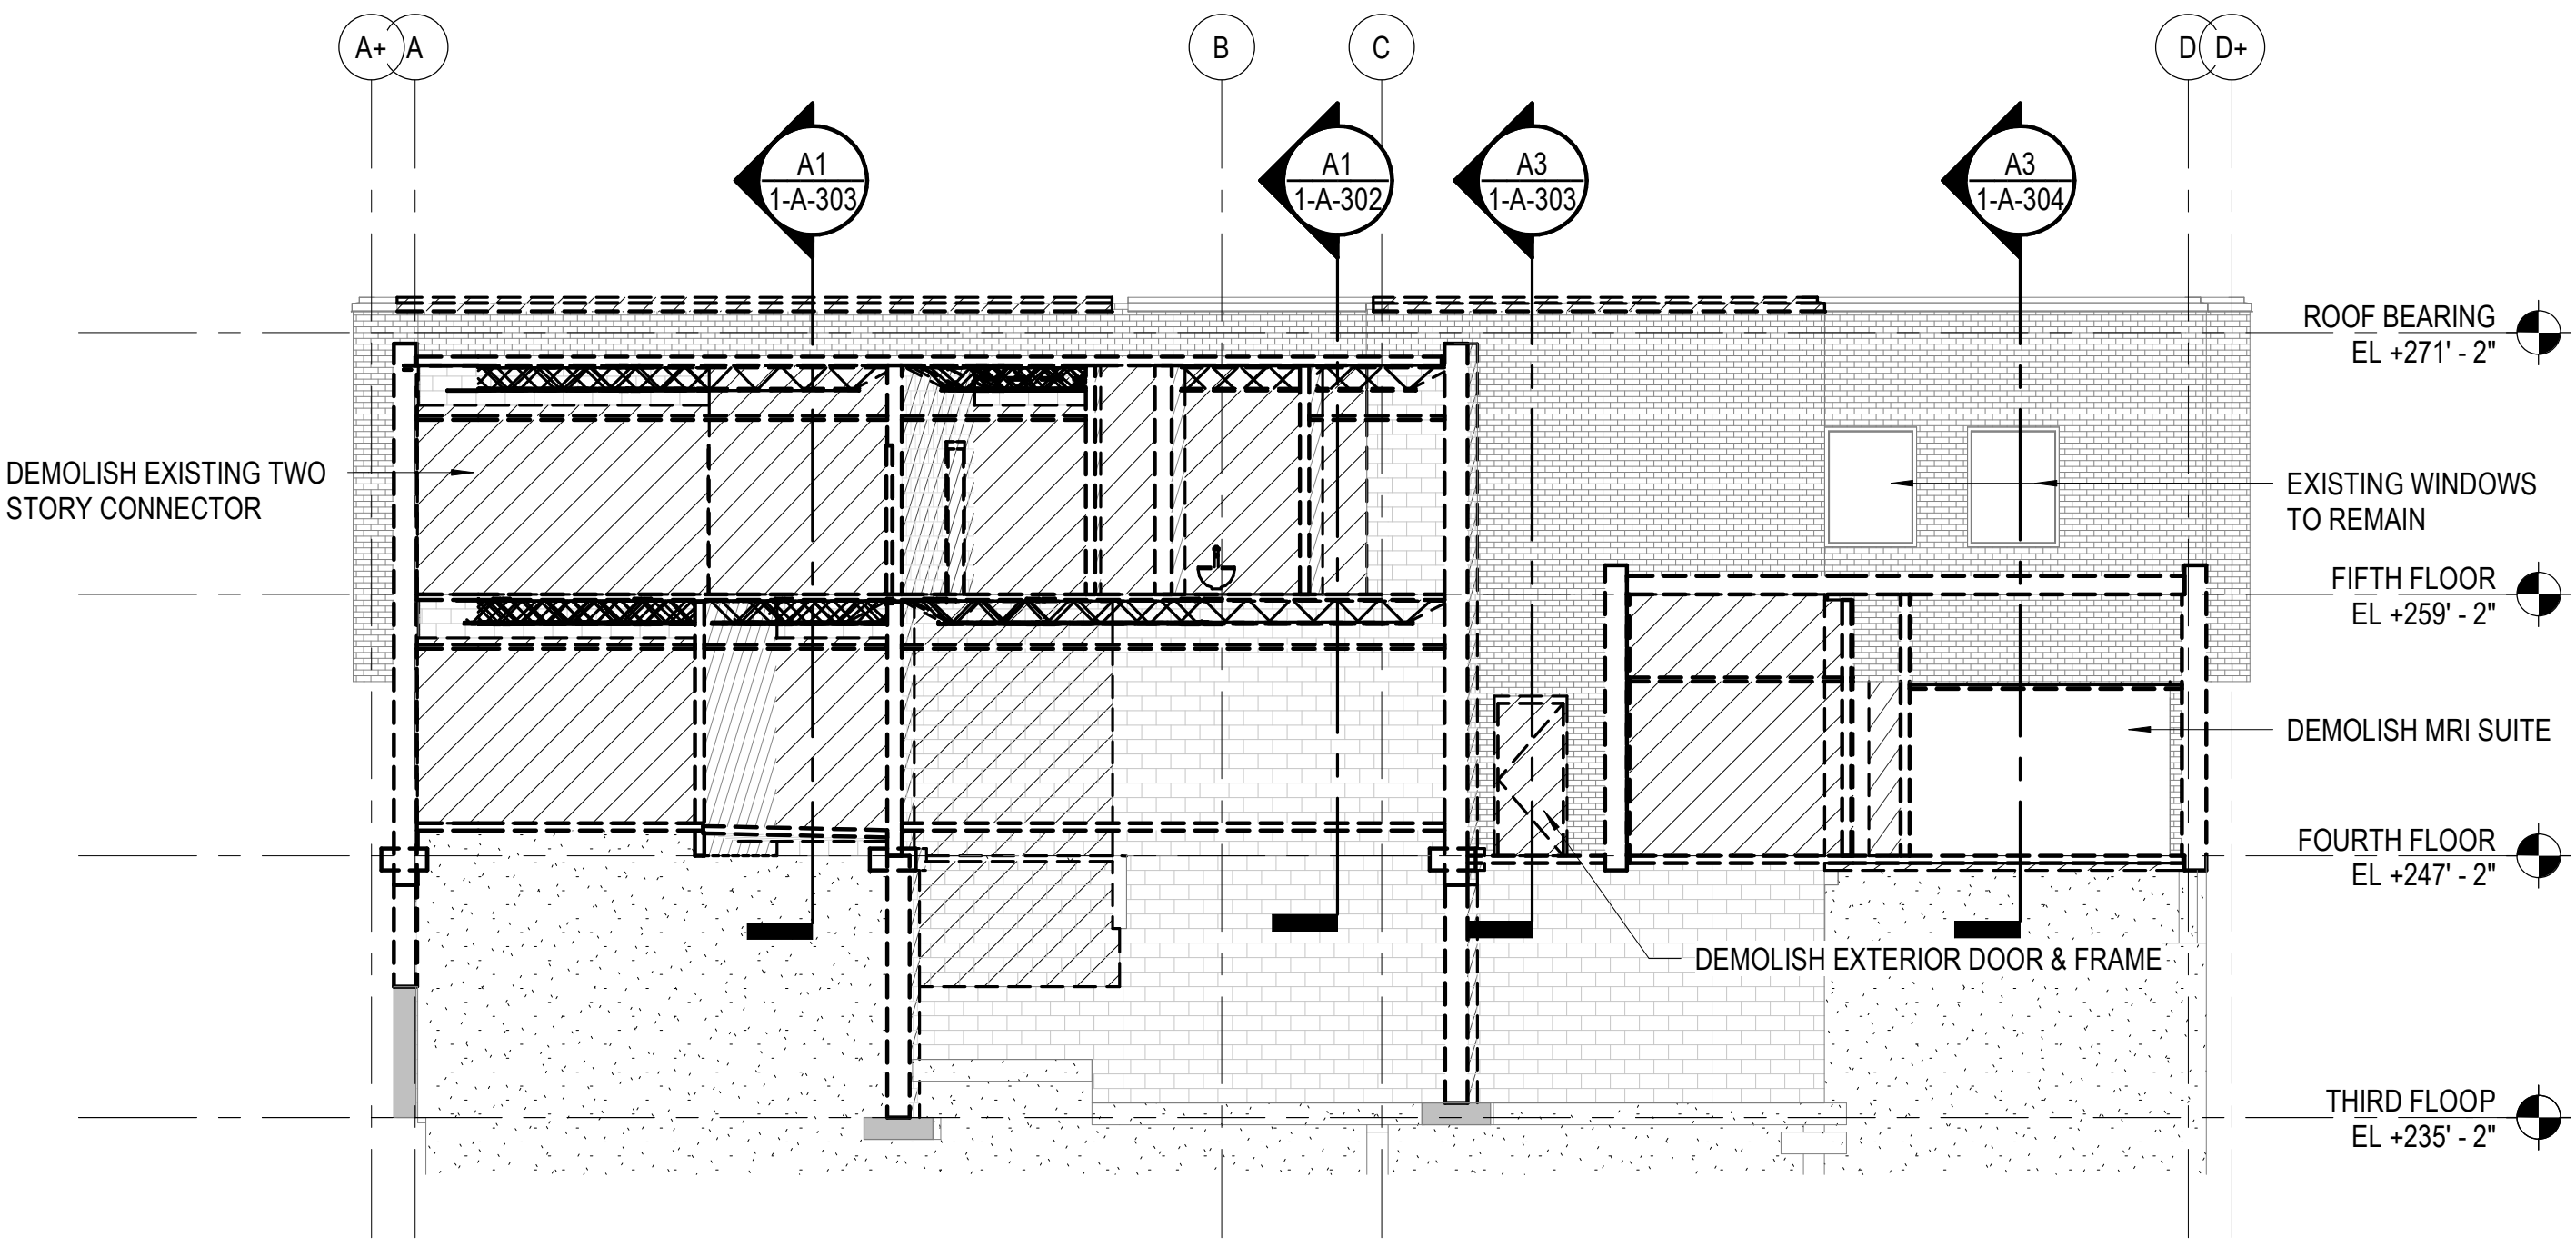 A+
A
B
C
D
D+
A1
1-A-303
A1
1-A-302
A3
1-A-303
A3
1-A-304
ROOF BEARING
EL +271' - 2"
DEMOLISH EXISTING TWO
STORY CONNECTOR
EXISTING WINDOWS
TO REMAIN
FIFTH FLOOR
EL +259' - 2"
DEMOLISH MRI SUITE
FOURTH FLOOR
EL +247' - 2"
DEMOLISH EXTERIOR DOOR & FRAME
THIRD FLOOP
EL +235' - 2"